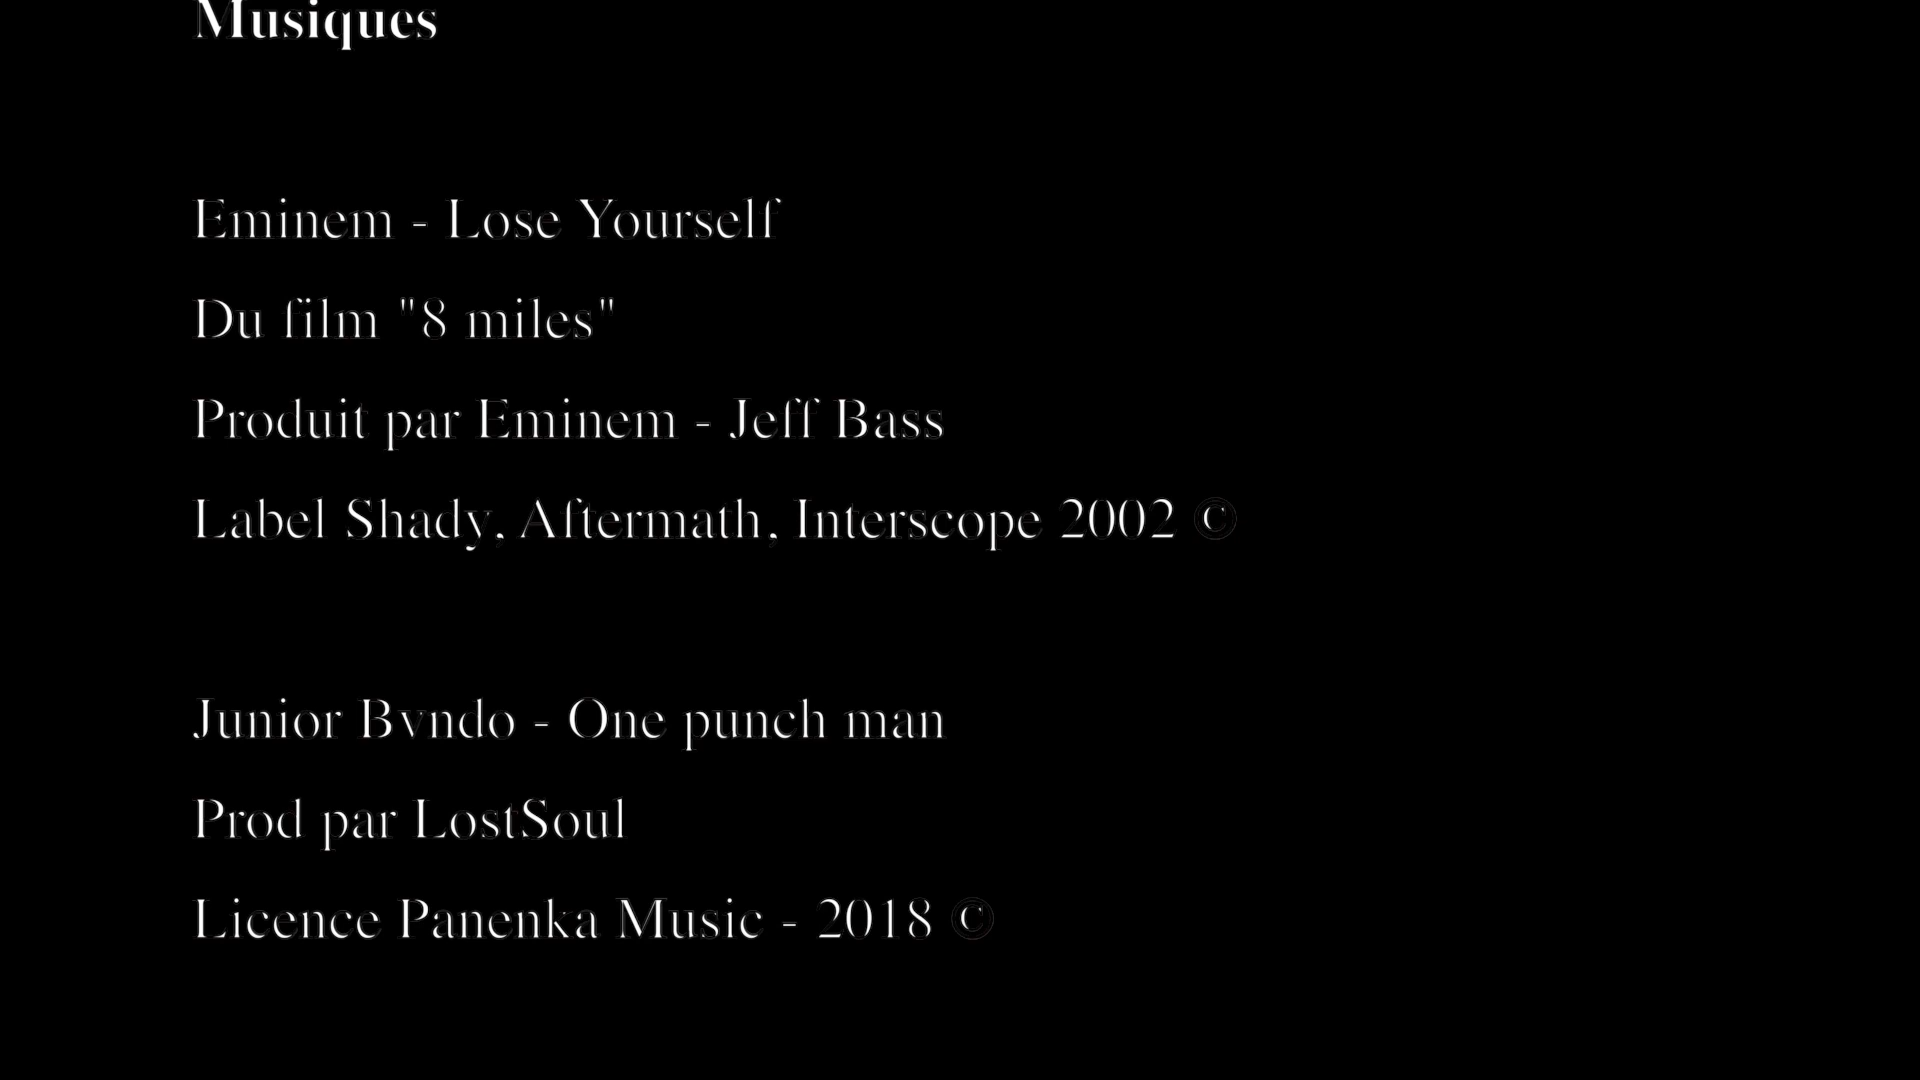 Musiques
Eminem - Lose Yourself
Du film "8 miles"
Produit par Eminem - Jeff Bass
Label Shady, Aftermath, Interscope 2002 ©
Junior Bvndo - One punch man
Prod par LostSoul
Licence Panenka Music - 2018 ©